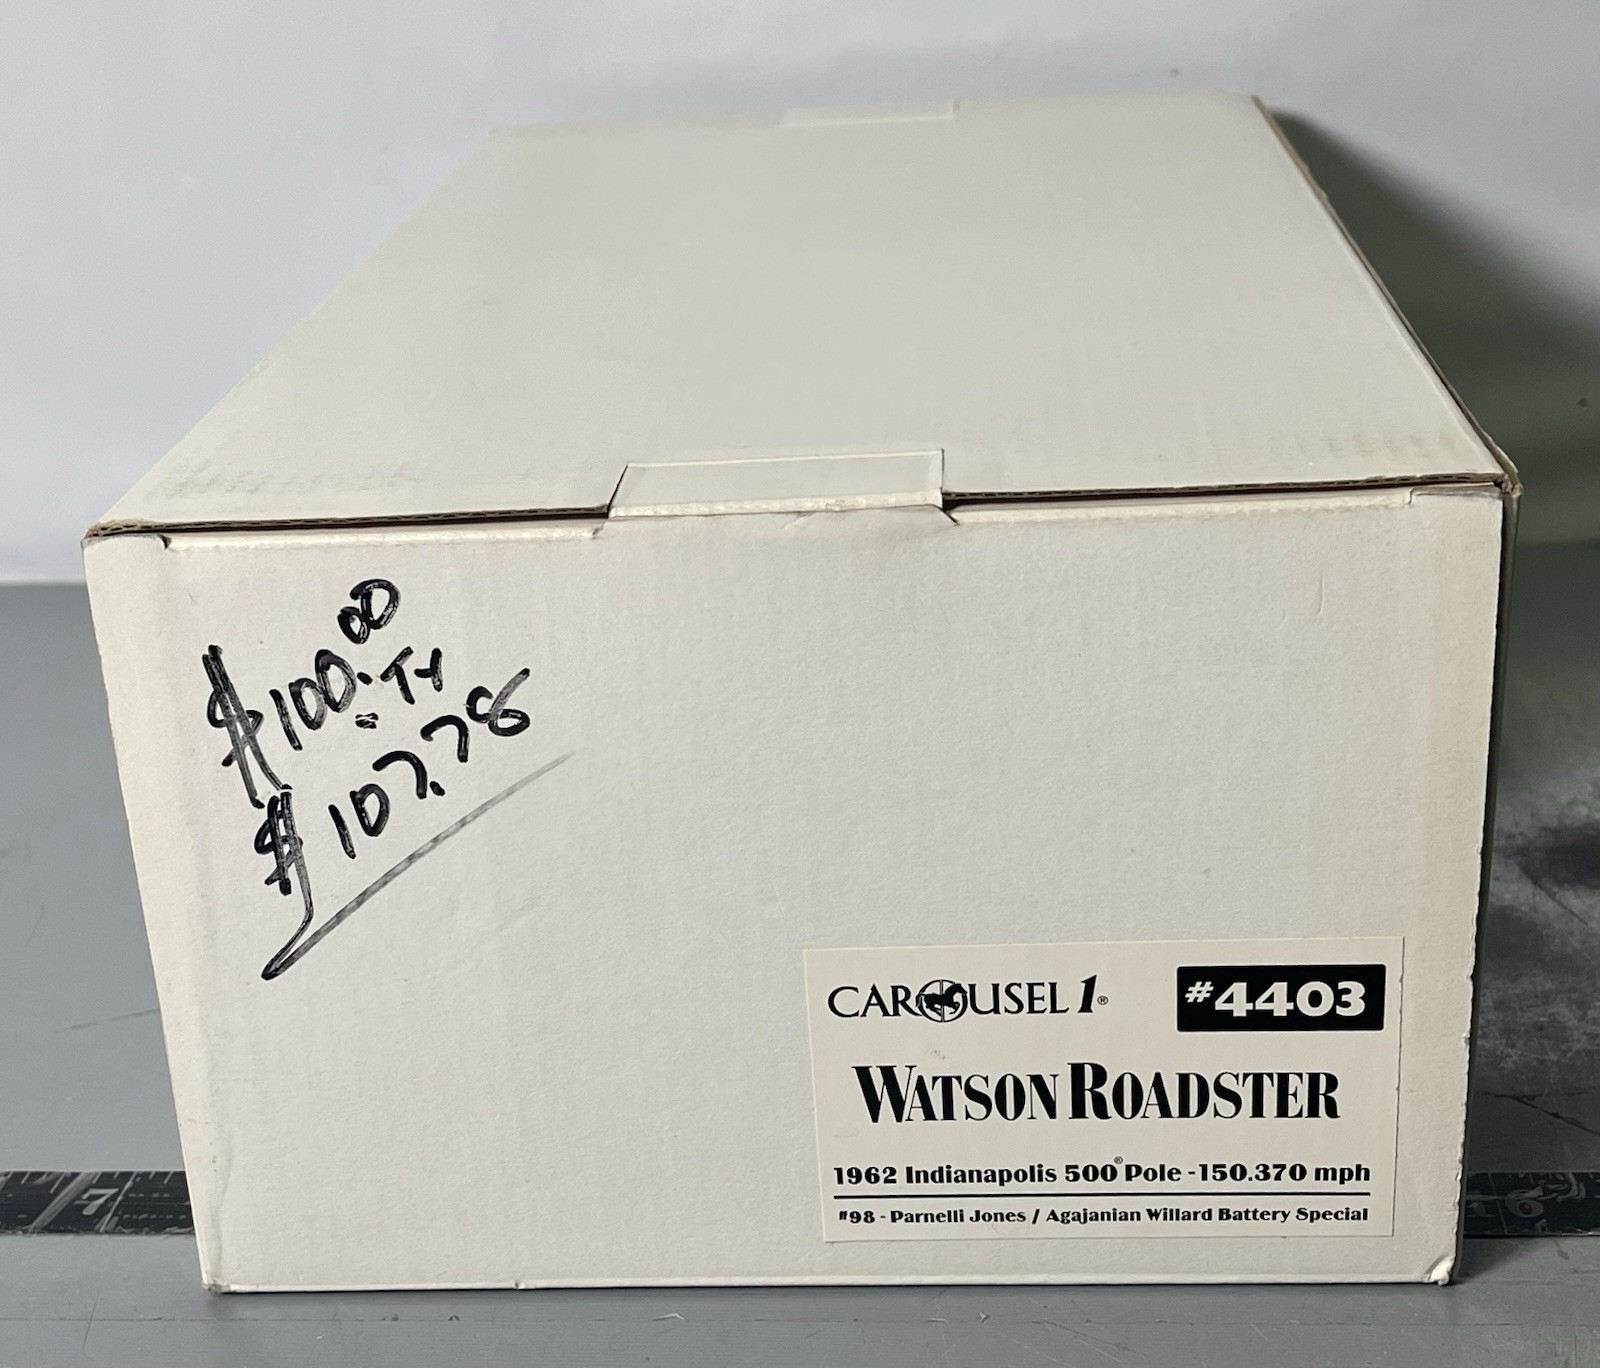 $100.00 . TX
=
$107.78
CAROUSEL 1®
#4403
WATSON ROADSTER
1962 Indianapolis 500® Pole - 150.370 mph
#98 - Parnelli Jones / Agajanian Willard Battery Special
7
16